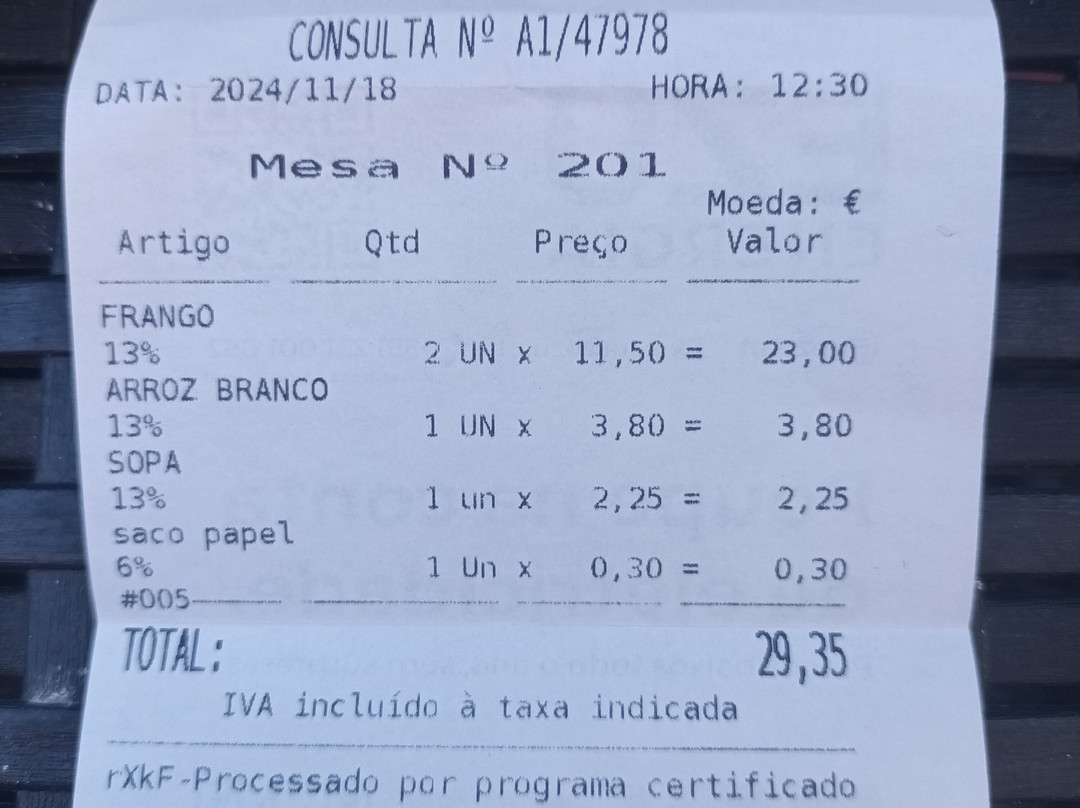 CONSULTA Nº A1/47978
DATA: 2024/11/18 HORA: 12:30
Mesa Nº 201
Moeda: €
Artigo Qtd Preço Valor
FRANGO
13% 2 UN x 11,50 = 23,00
ARROZ BRANCO
13% 1 UN x 3,80 = 3,80
SOPA
13% 1 un x 2,25 = 2,25
saco papel
6% 1 Un x 0,30 = 0,30
#005
TOTAL: 29,35
IVA incluído à taxa indicada
rXkF-Processado por programa certificado